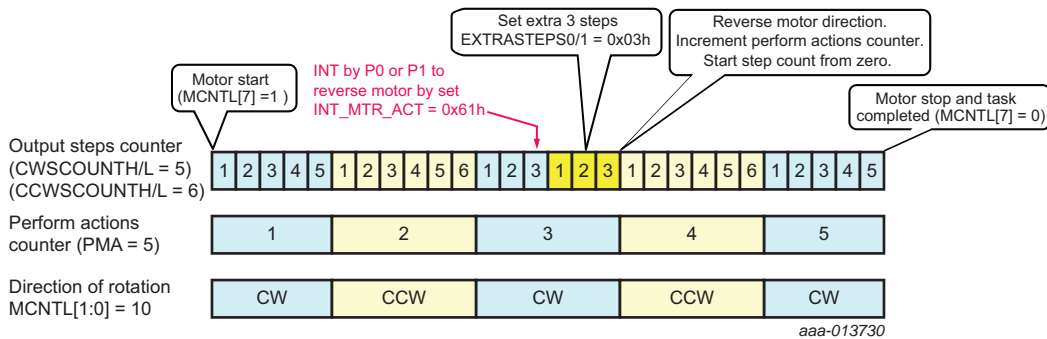 Set extra 3 steps
EXTRASTEPS0/1 = 0x03h
Reverse motor direction.
Increment perform actions counter.
Start step count from zero.
Motor start
(MCNTL[7] =1 )
INT by P0 or P1 to
reverse motor by set
INT_MTR_ACT = 0x61h
Motor stop and task
completed (MCNTL[7] = 0)
Output steps counter
(CWSCOUNTH/L = 5)
(CCWSCOUNTH/L = 6)
1 2 3 4 5 1 2 3 4 5 6 1 2 3 1 2 3 1 2 3 4 5 6 1 2 3 4 5
Perform actions
counter (PMA = 5)
1 2 3 4 5
Direction of rotation
MCNTL[1:0] = 10
CW CCW CW CCW CW
aaa-013730